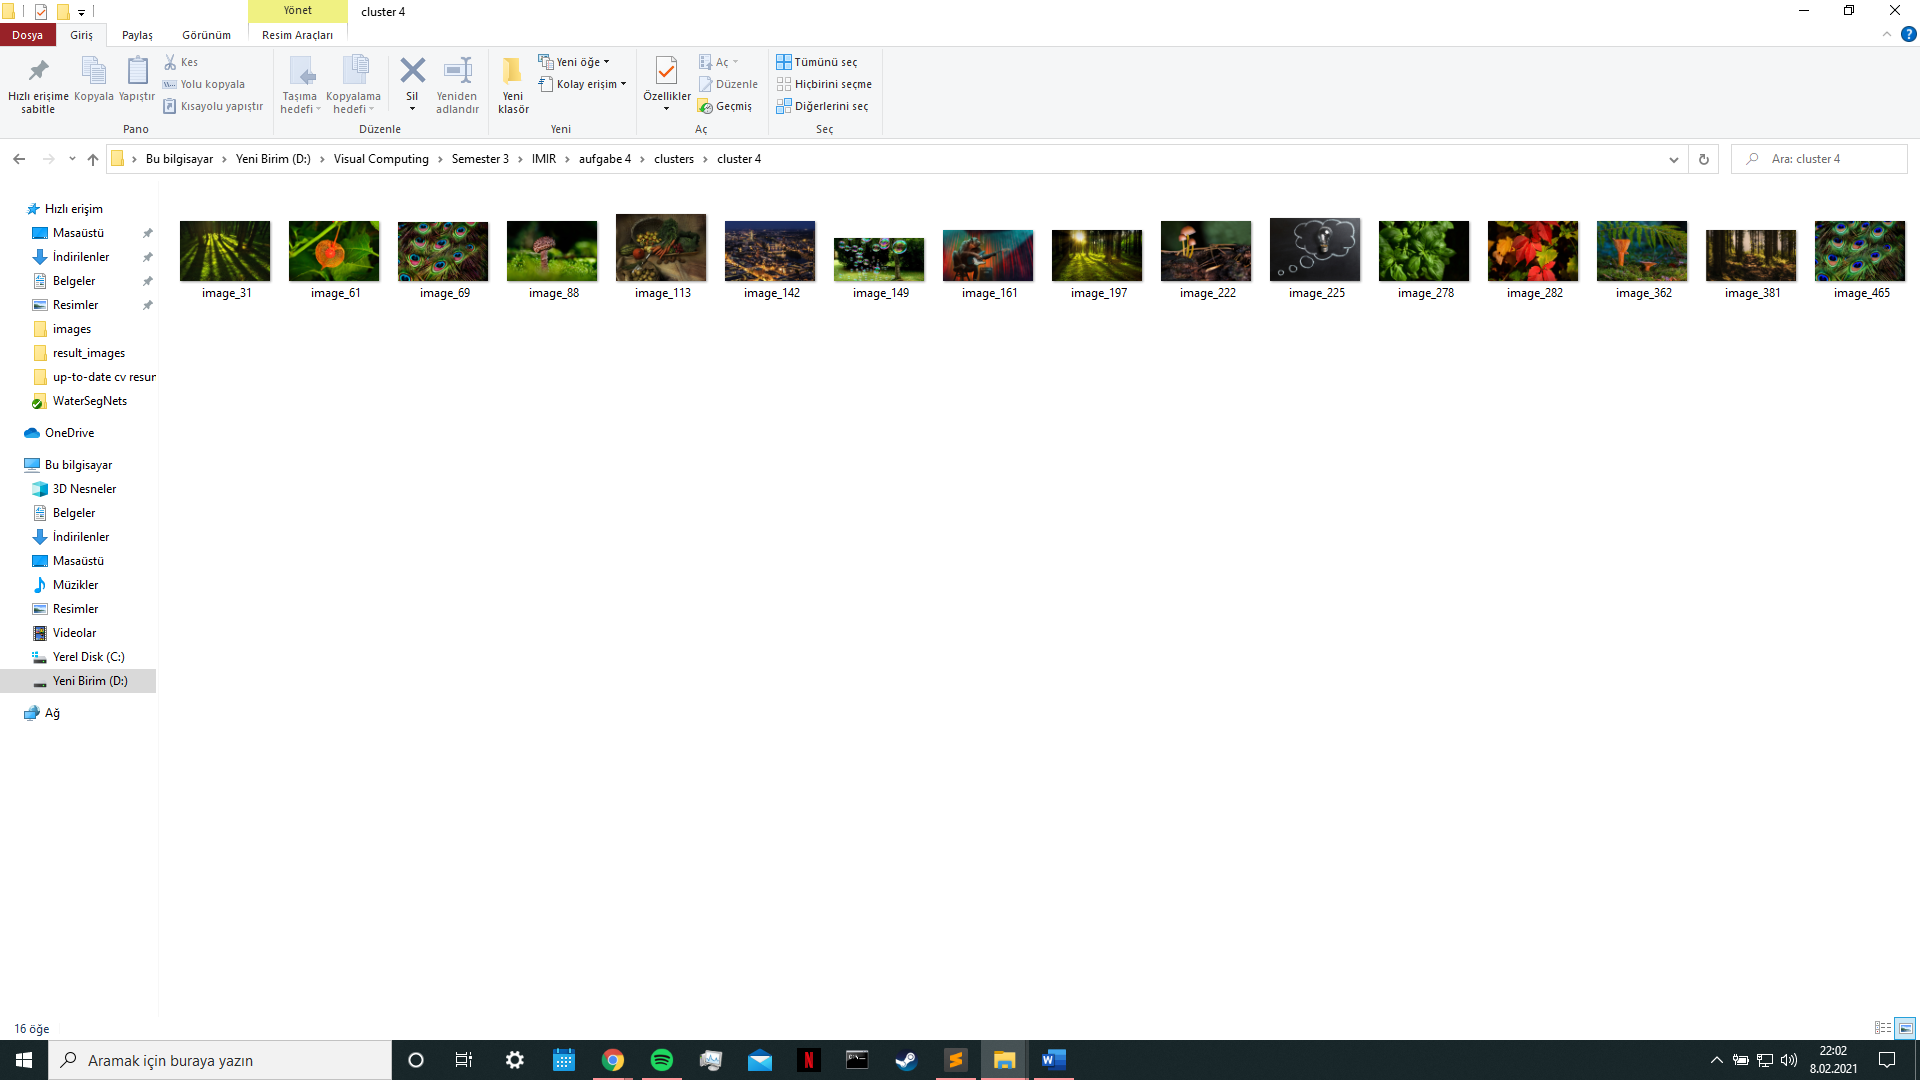 Yönet
cluster 4
Dosya
Giriş
Paylaş
Görünüm
Resim Araçları
Hızlı erişime sabitle
Kopyala
Yapıştır
Kes
Yolu kopyala
Kısayolu yapıştır
Pano
Taşıma hedefi
Kopyalama hedefi
Sil
Yeniden adlandır
Düzenle
Yeni klasör
Yeni öğe
Kolay erişim
Yeni
Özellikler
Aç
Düzenle
Geçmiş
Aç
Tümünü seç
Hiçbirini seçme
Diğerlerini seç
Seç
Bu bilgisayar
Yeni Birim (D:)
Visual Computing
Semester 3
IMIR
aufgabe 4
clusters
cluster 4
Ara: cluster 4
Hızlı erişim
Masaüstü
İndirilenler
Belgeler
Resimler
images
result_images
up-to-date cv resur
WaterSegNets
OneDrive
Bu bilgisayar
3D Nesneler
Belgeler
İndirilenler
Masaüstü
Müzikler
Resimler
Videolar
Yerel Disk (C:)
Yeni Birim (D:)
Ağ
image_31
image_61
image_69
image_88
image_113
image_142
image_149
image_161
image_197
image_222
image_225
image_278
image_282
image_362
image_381
image_465
16 öğe
Aramak için buraya yazın
22:02
8.02.2021